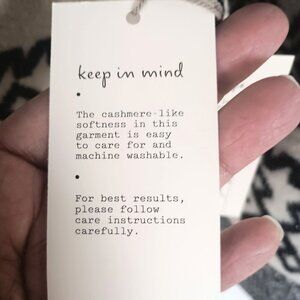 keep in mind
•
The cashmere-like
softness in this
garment is easy
to care for and
machine washable.
•
For best results,
please follow
care instructions
carefully.